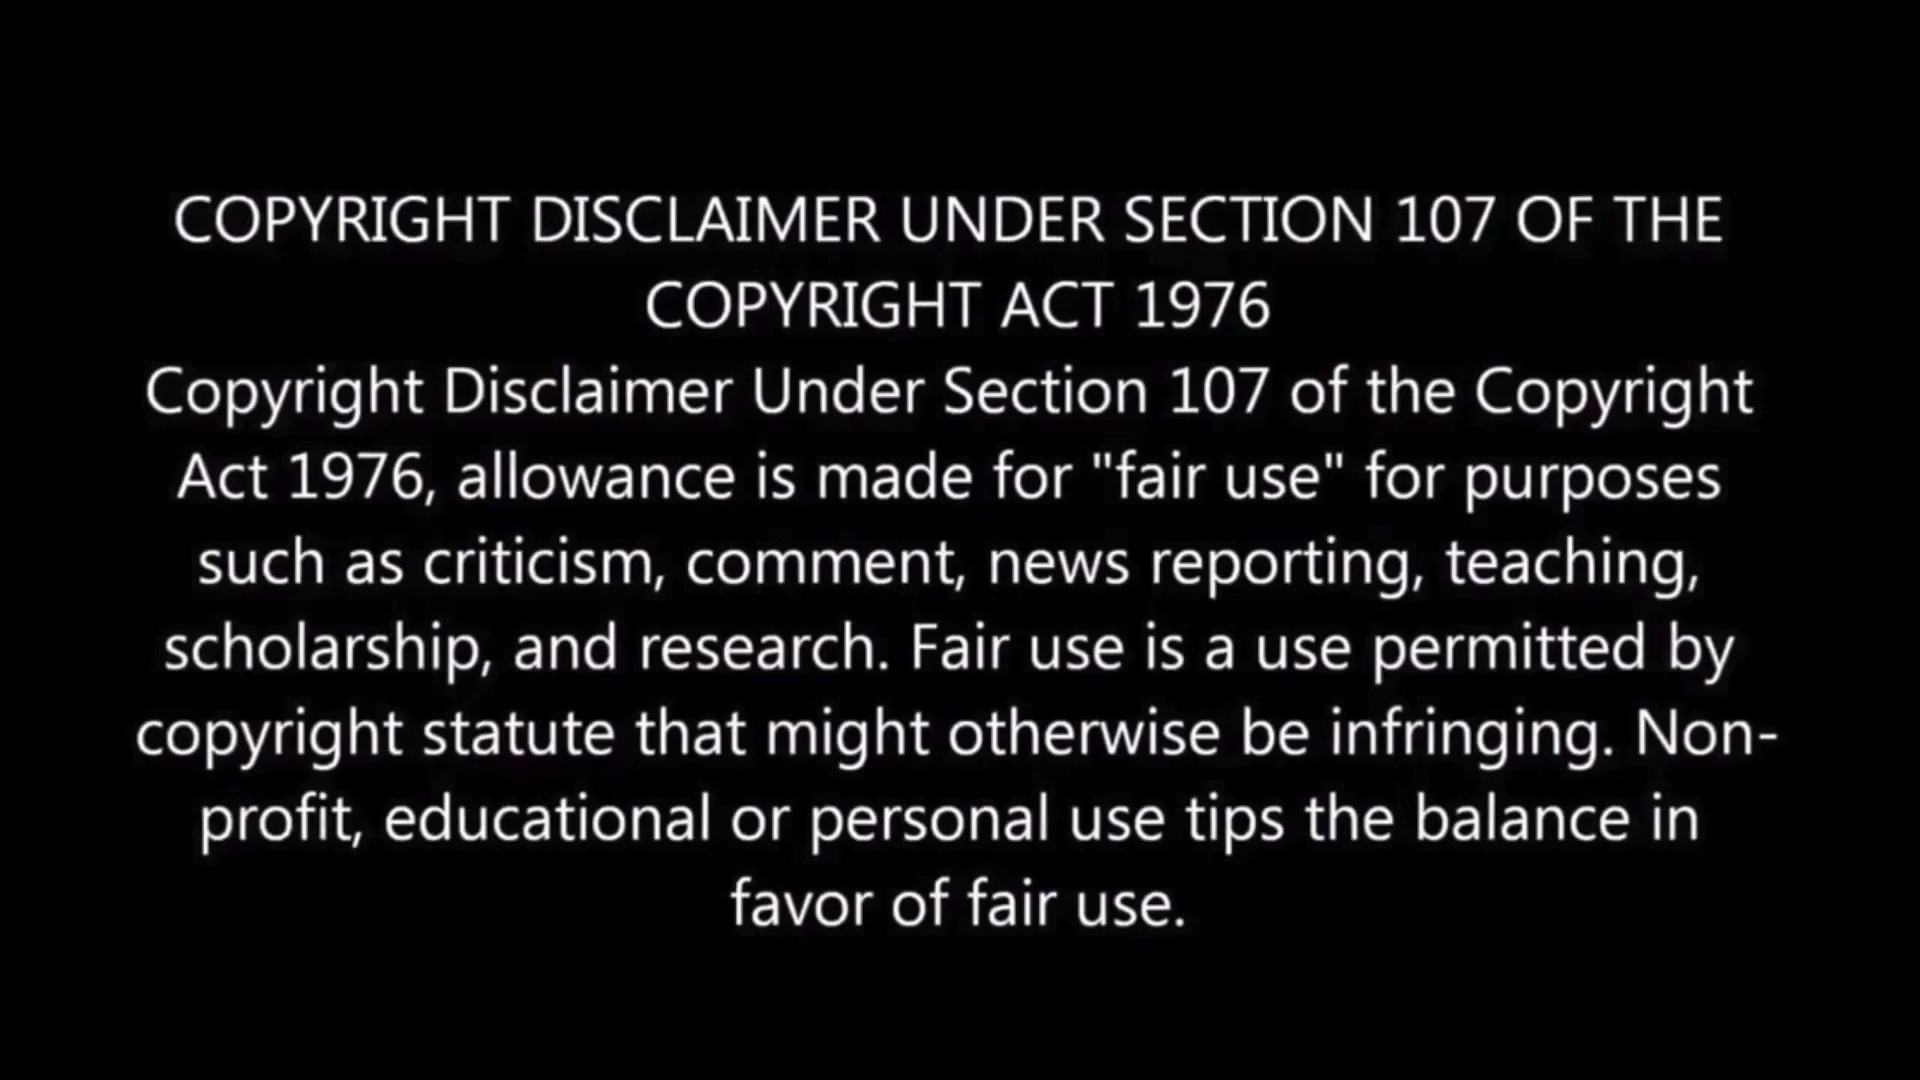 COPYRIGHT DISCLAIMER UNDER SECTION 107 OF THE
COPYRIGHT ACT 1976
Copyright Disclaimer Under Section 107 of the Copyright
Act 1976, allowance is made for "fair use" for purposes
such as criticism, comment, news reporting, teaching,
scholarship, and research. Fair use is a use permitted by
copyright statute that might otherwise be infringing. Non-
profit, educational or personal use tips the balance in
favor of fair use.